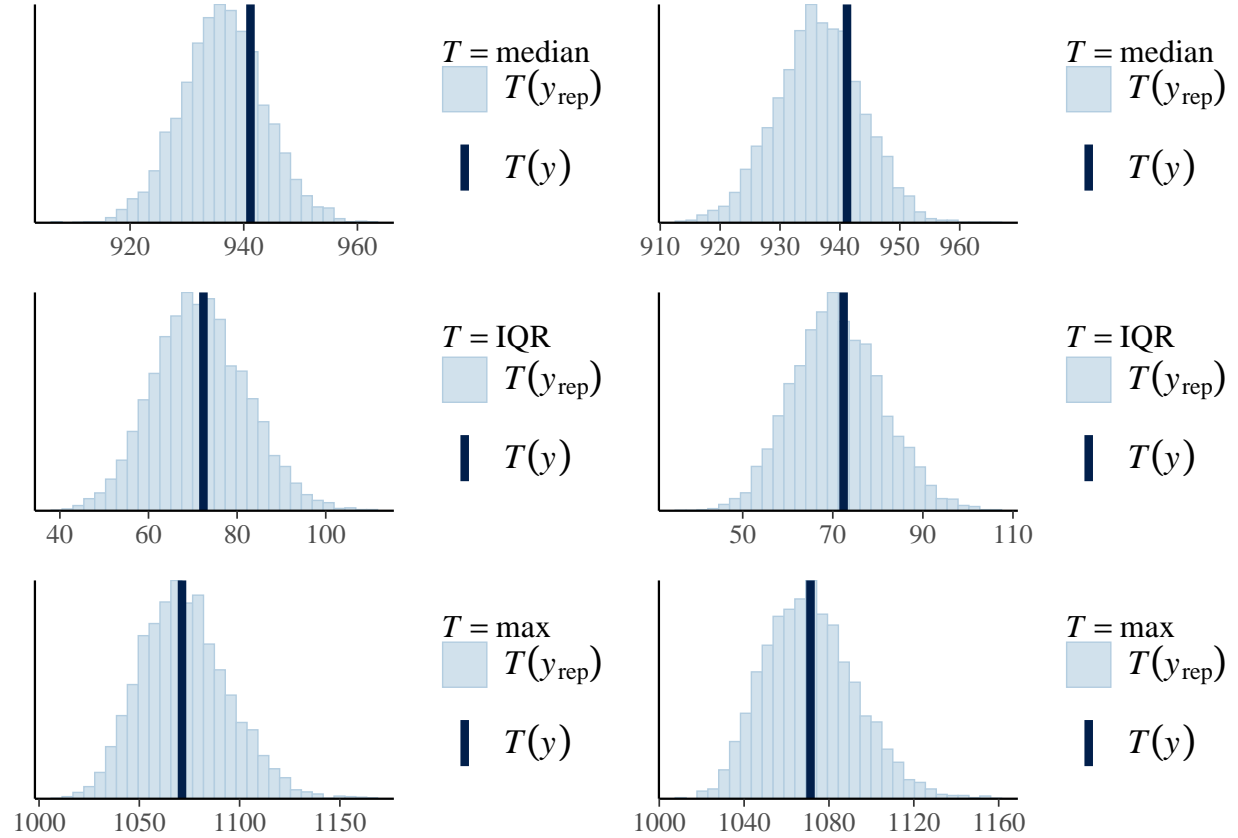 T = median
T(y_rep)
T(y)
920 940 960
T = median
T(y_rep)
T(y)
910 920 930 940 950 960
T = IQR
T(y_rep)
T(y)
40 60 80 100
T = IQR
T(y_rep)
T(y)
50 70 90 110
T = max
T(y_rep)
T(y)
1000 1050 1100 1150
T = max
T(y_rep)
T(y)
1000 1040 1080 1120 1160